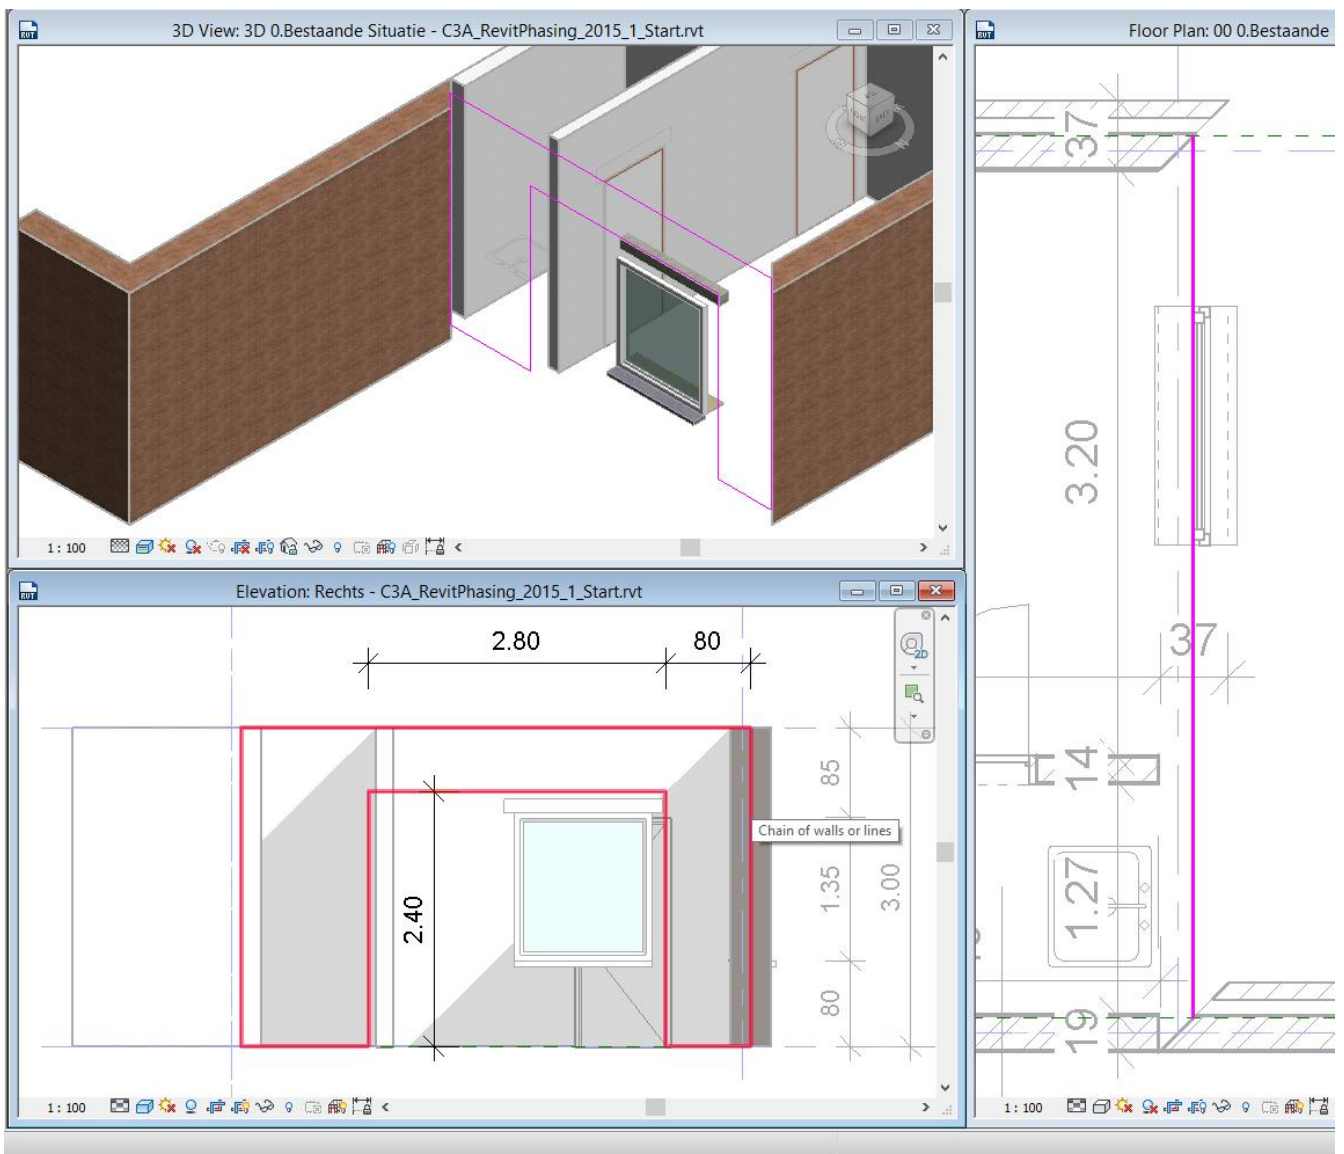 3D View: 3D 0.Bestaande Situatie - C3A_RevitPhasing_2015_1_Start.rvt
1 : 100
Elevation: Rechts - C3A_RevitPhasing_2015_1_Start.rvt
2.80
80
2D
85
Chain of walls or lines
1.35
3.00
2.40
80
1 : 100
Floor Plan: 00 0.Bestaande
37
3.20
37
14
1.27
19
1 : 100